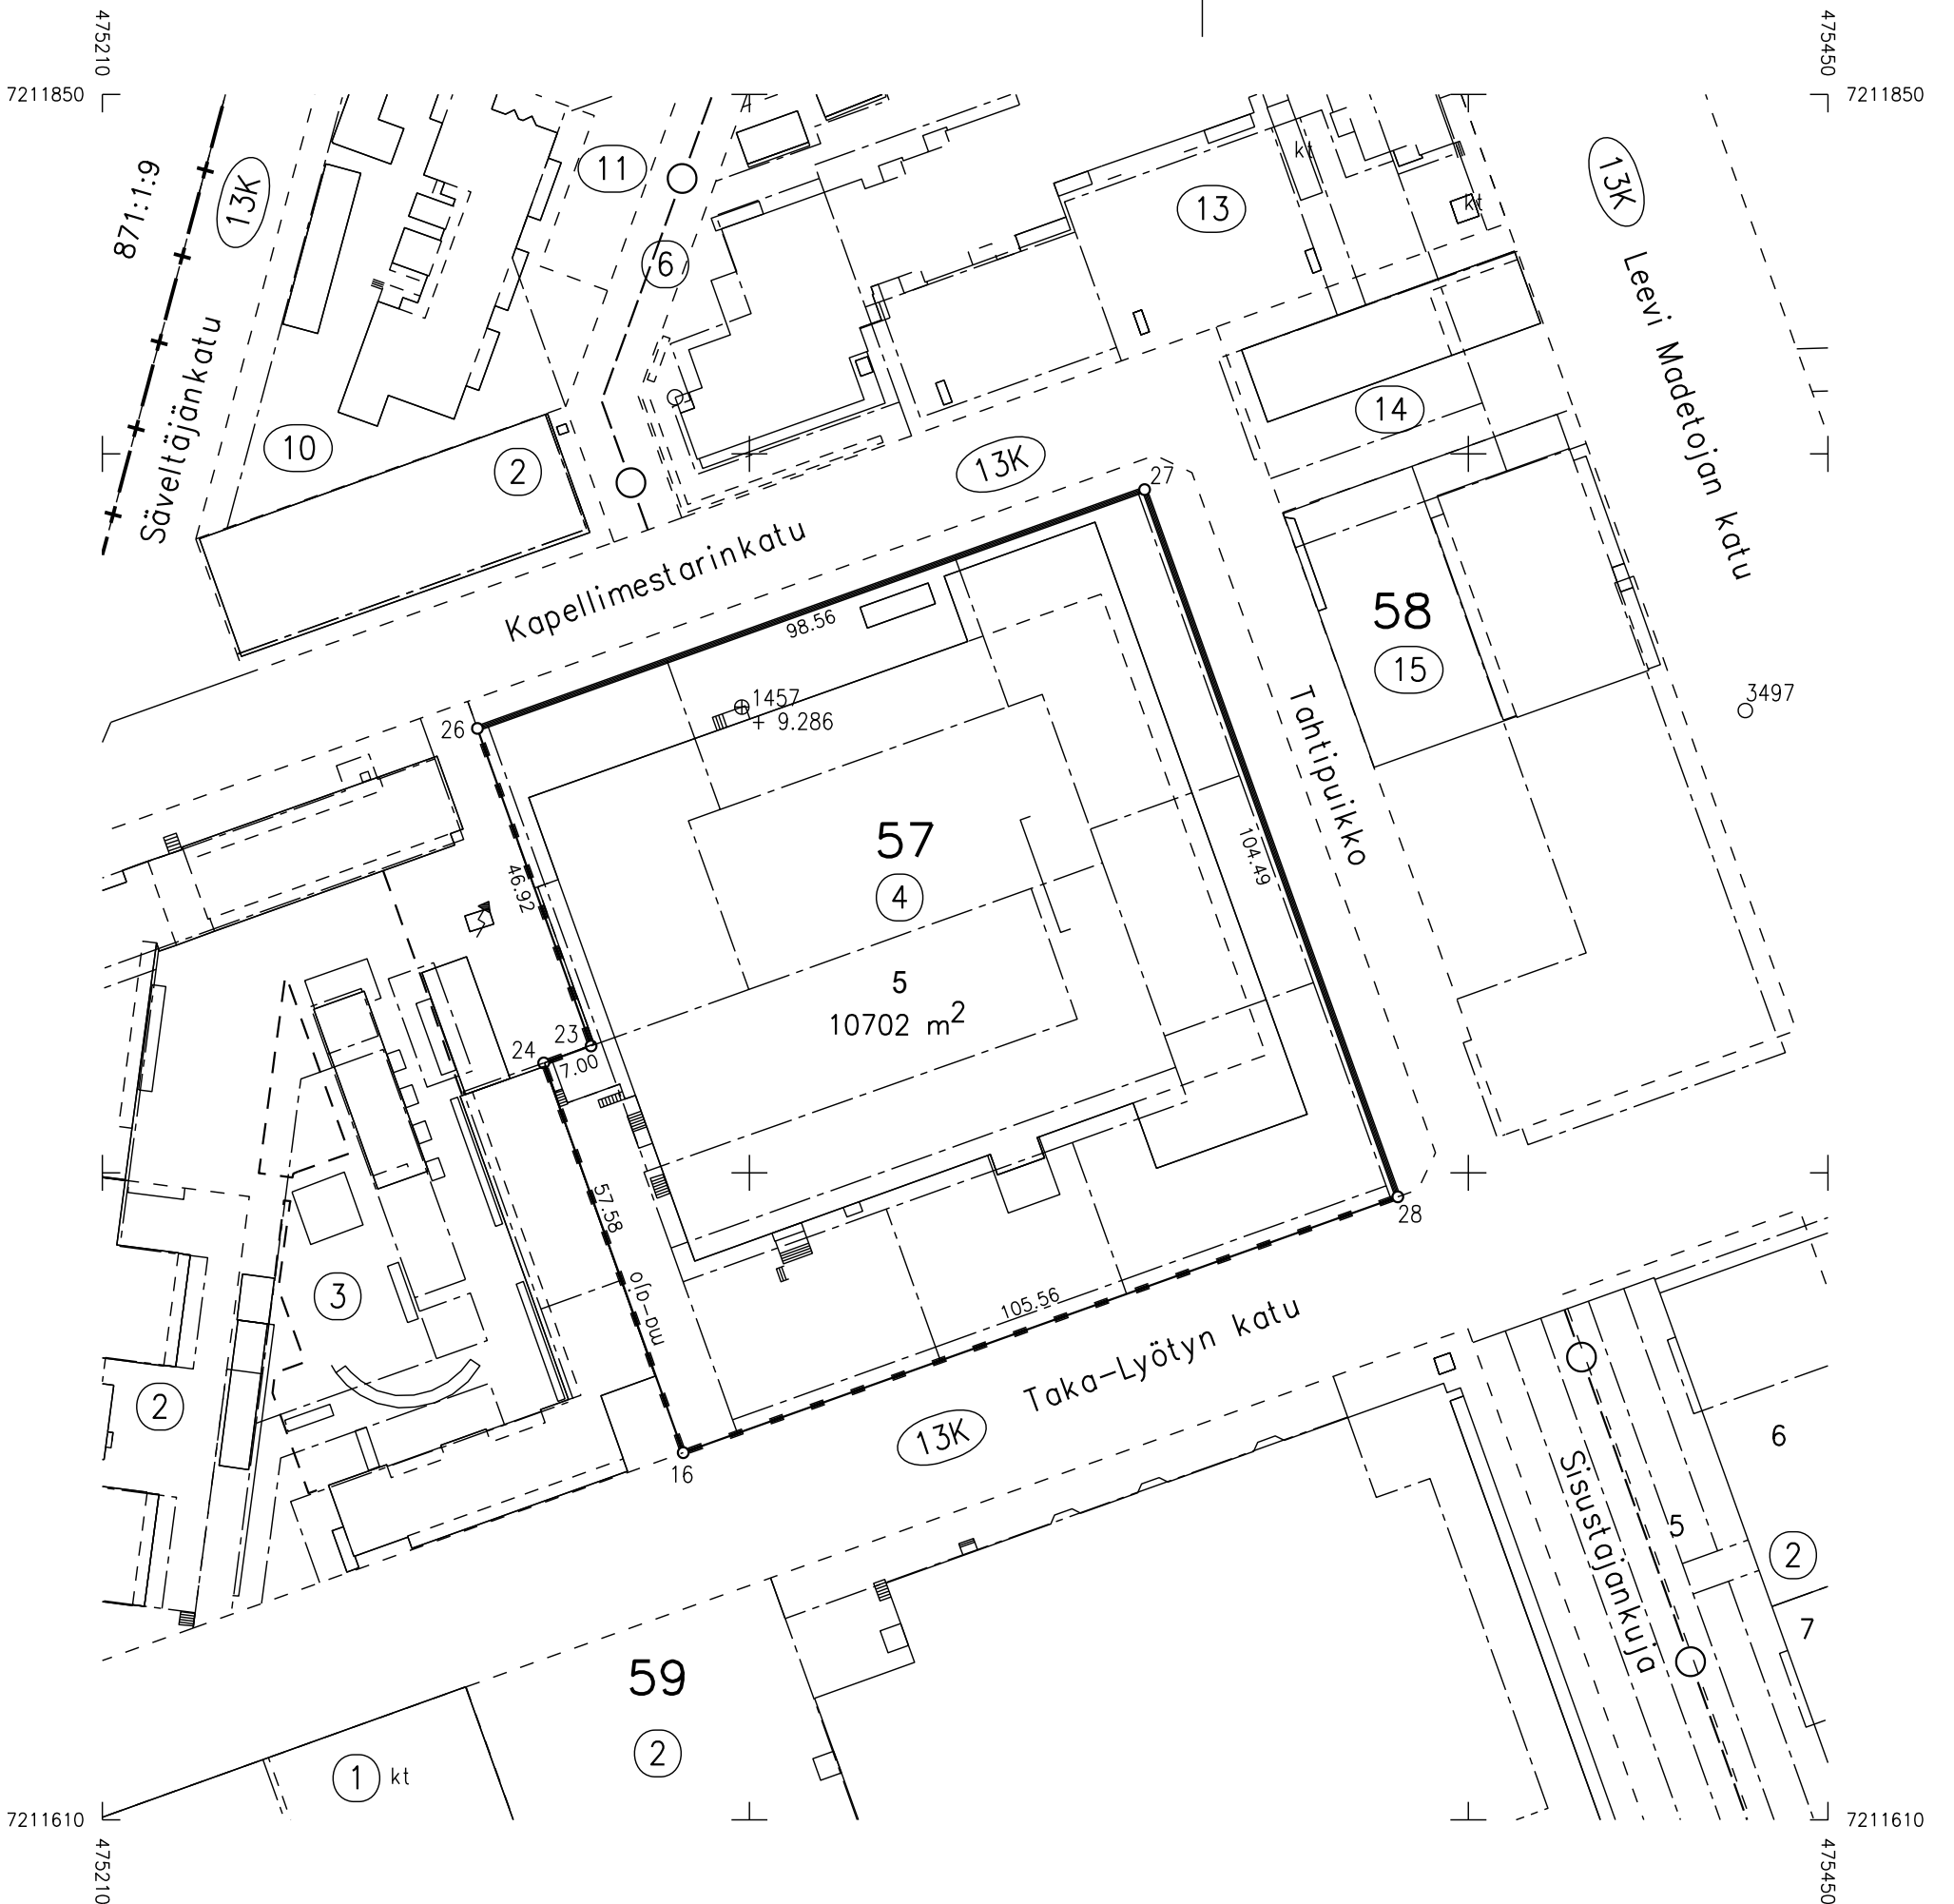 475210
475450
7211850
7211850
871:1:9
13K
11
6
13
kt
kt
13K
Säveltäjänkatu
Leevi Madetojan katu
10
2
14
13K
27
Kapellimestarinkatu
98.56
58
15
26
1457
+ 9.286
Tahtipuikko
3497
46.92
57
4
104.49
5
10702 m²
23
24
7.00
57.58
28
3
ma-ajo
105.56
Taka-Lyötyn katu
2
13K
16
6
Sisustajankuja
5
2
7
59
2
1 kt
7211610
7211610
475210
475450